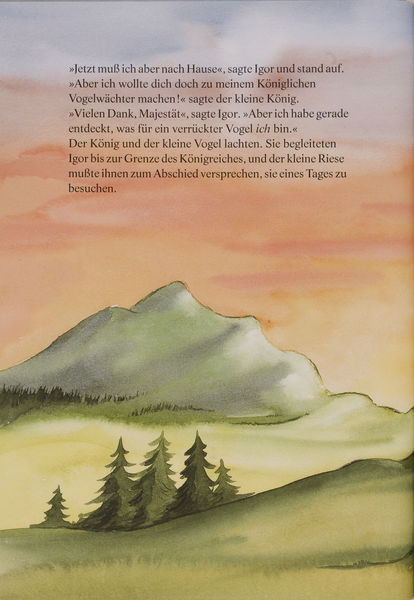 »Jetzt muß ich aber nach Hause«, sagte Igor und stand auf.
»Aber ich wollte dich doch zu meinem Königlichen
Vogelwächter machen!« sagte der kleine König.
»Vielen Dank, Majestät«, sagte Igor. »Aber ich habe gerade
entdeckt, was für ein verrückter Vogel ich bin.«
Der König und der kleine Vogel lachten. Sie begleiteten
Igor bis zur Grenze des Königreiches, und der kleine Riese
mußte ihnen zum Abschied versprechen, sie eines Tages zu
besuchen.